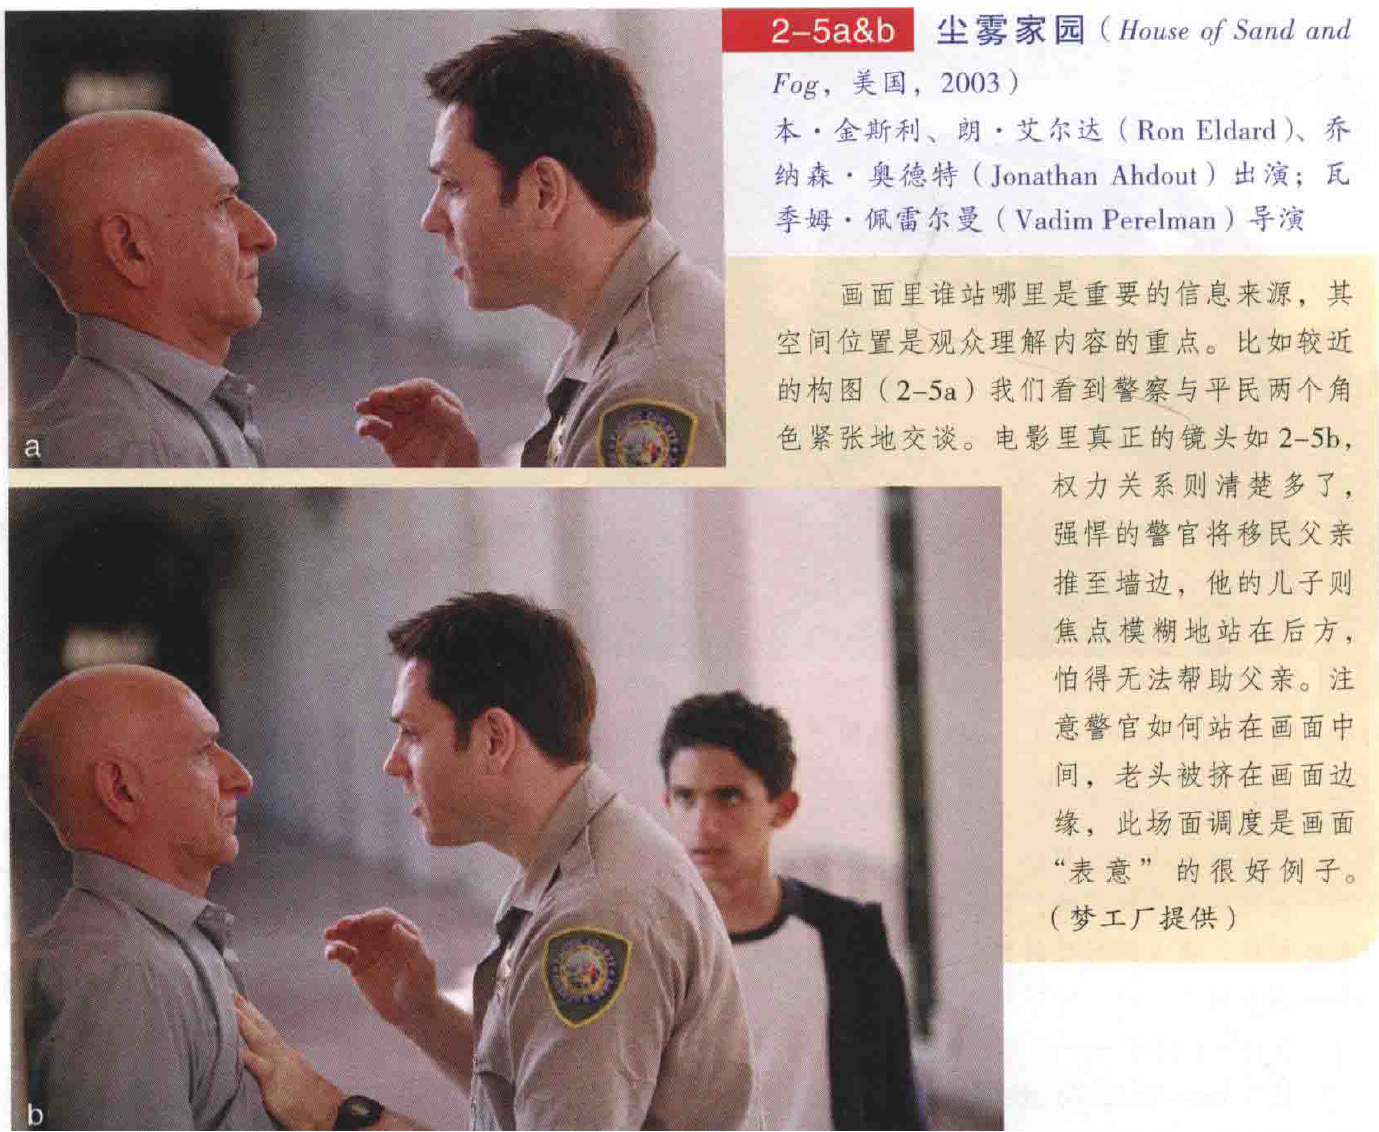 2-5a&b 尘雾家园（House of Sand and
Fog，美国，2003）
本·金斯利、朗·艾尔达（Ron Eldard）、乔
纳森·奥德特（Jonathan Ahdout）出演；瓦
季姆·佩雷尔曼（Vadim Perelman）导演
画面里谁站哪里是重要的信息来源，其
空间位置是观众理解内容的重点。比如较近
的构图（2-5a）我们看到警察与平民两个角
色紧张地交谈。电影里真正的镜头如 2-5b，
权力关系则清楚多了，
强悍的警官将移民父亲
推至墙边，他的儿子则
焦点模糊地站在后方，
怕得无法帮助父亲。注
意警官如何站在画面中
间，老头被挤在画面边
缘，此场面调度是画面
“表意”的很好例子。
（梦工厂提供）
a
b